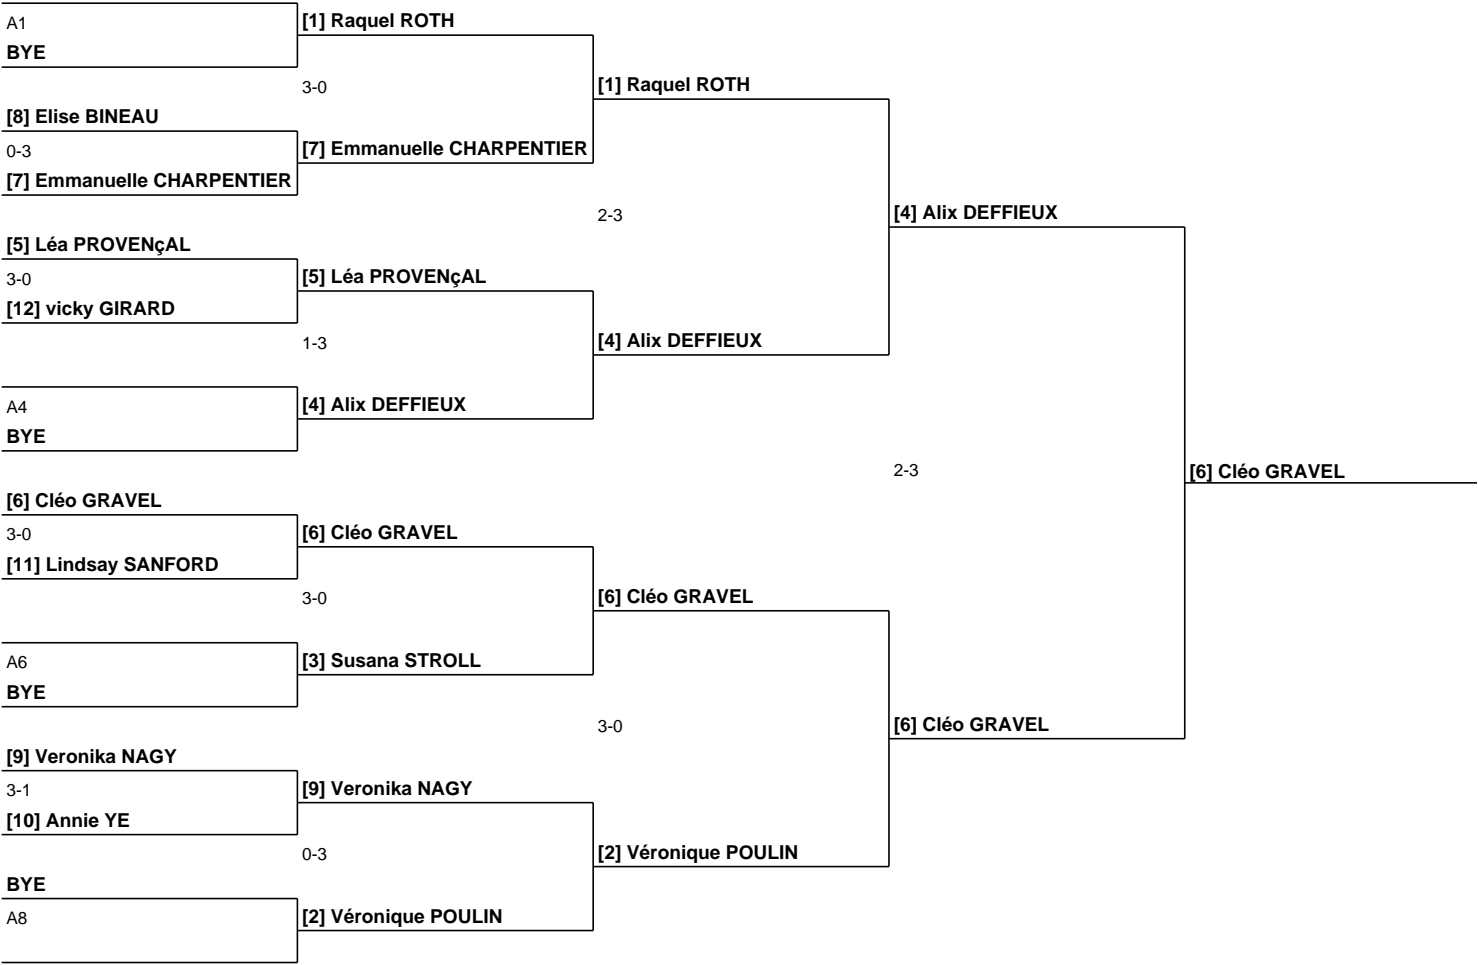 A1
BYE
[8] Elise BINEAU
0-3
[7] Emmanuelle CHARPENTIER
[5] Léa PROVENçAL
3-0
[12] vicky GIRARD
A4
BYE
[6] Cléo GRAVEL
3-0
[11] Lindsay SANFORD
A6
BYE
[9] Veronika NAGY
3-1
[10] Annie YE
BYE
A8
[1] Raquel ROTH
3-0
[7] Emmanuelle CHARPENTIER
[5] Léa PROVENçAL
1-3
[4] Alix DEFFIEUX
[6] Cléo GRAVEL
3-0
[3] Susana STROLL
[9] Veronika NAGY
0-3
[2] Véronique POULIN
[1] Raquel ROTH
2-3
[4] Alix DEFFIEUX
[6] Cléo GRAVEL
3-0
[2] Véronique POULIN
[4] Alix DEFFIEUX
2-3
[6] Cléo GRAVEL
[6] Cléo GRAVEL